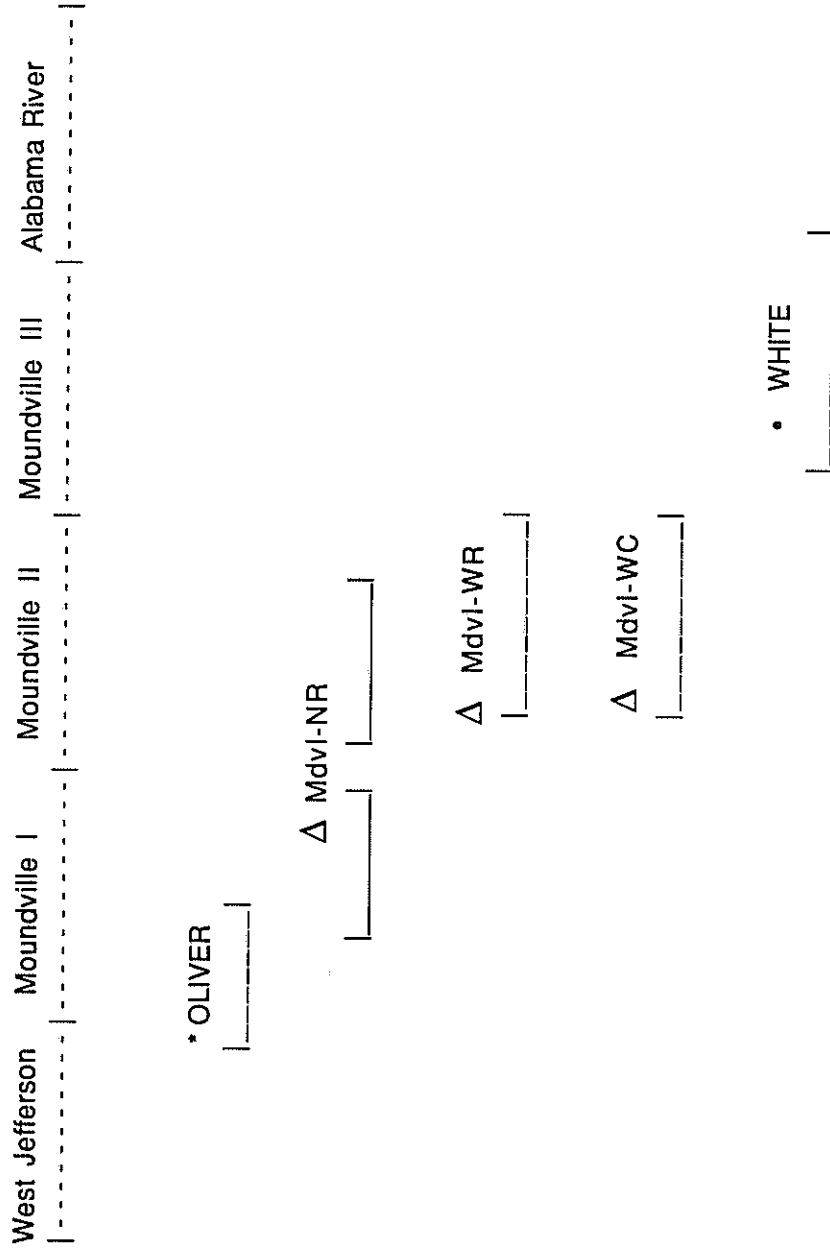 West Jefferson Moundville I Moundville II Moundville III Alabama River
* OLIVER
Δ Mdvl-NR
Δ Mdvl-WR
Δ Mdvl-WC
• WHITE